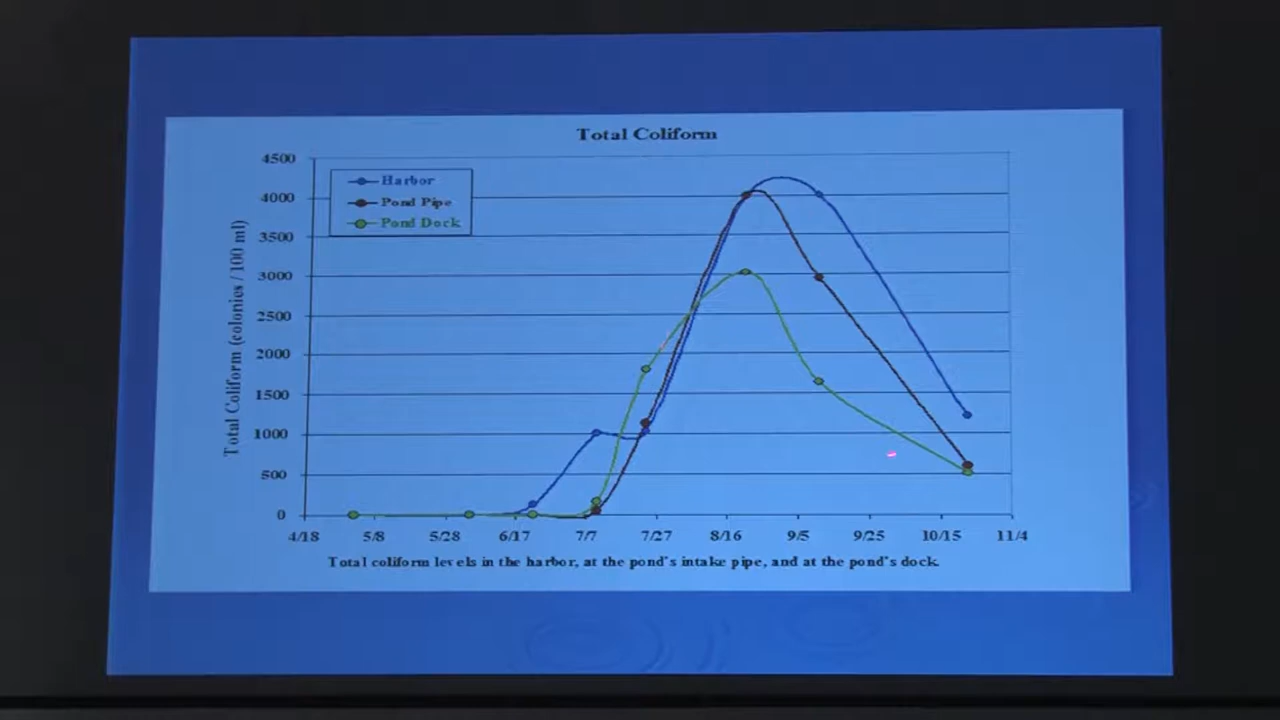 Total Coliform
4500
4000
3500
3000
2500
2000
1500
1000
500
0
Total Coliform (colonies / 100 ml)
Harbor
Pond Pipe
Pond Dock
4/18 5/8 5/28 6/17 7/7 7/27 8/16 9/5 9/25 10/15 11/4
Total coliform levels in the harbor, at the pond's intake pipe, and at the pond's dock.